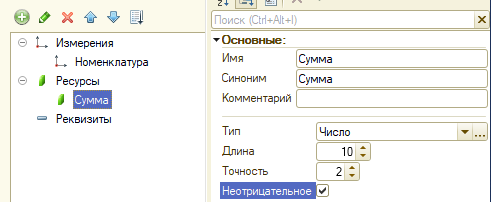 Измерения
Номенклатура
Ресурсы
Сумма
Реквизиты
Поиск (Ctrl+Alt+I)
Основные:
Имя Сумма
Синоним Сумма
Комментарий
Тип Число
Длина 10
Точность 2
Неотрицательное